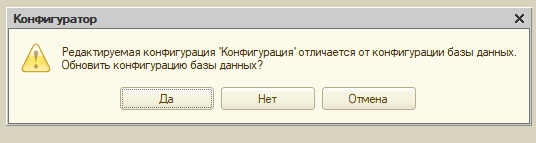 Конфигуратор
Редактируемая конфигурация 'Конфигурация' отличается от конфигурации базы данных.
Обновить конфигурацию базы данных?
Да Нет Отмена